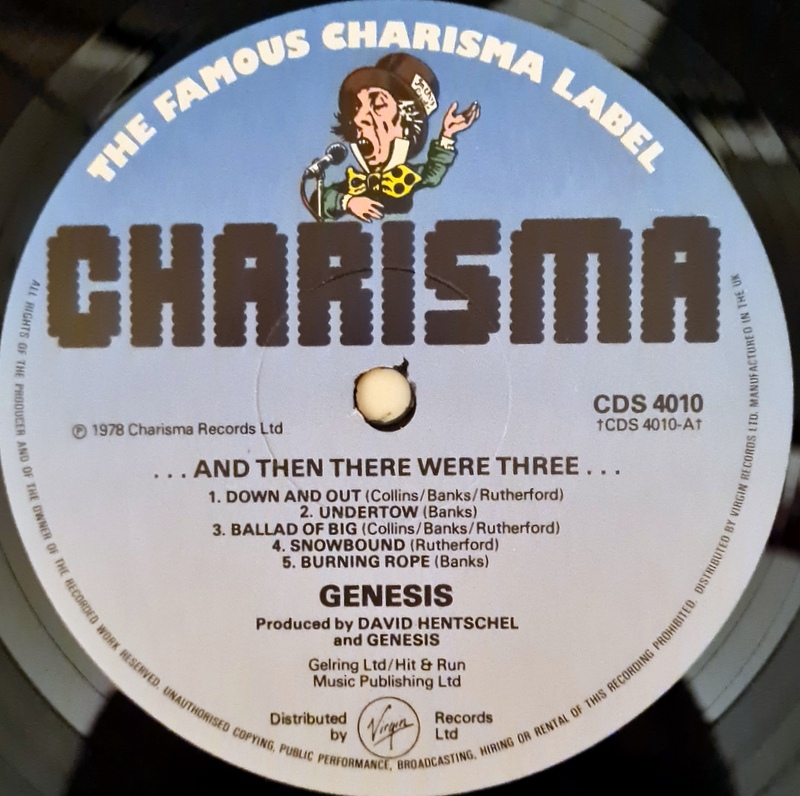 THE FAMOUS CHARISMA LABEL
CHARISMA
℗ 1978 Charisma Records Ltd
CDS 4010
†CDS 4010-A†
...AND THEN THERE WERE THREE...
1. DOWN AND OUT (Collins/Banks/Rutherford)
2. UNDERTOW (Banks)
3. BALLAD OF BIG (Collins/Banks/Rutherford)
4. SNOWBOUND (Rutherford)
5. BURNING ROPE (Banks)
GENESIS
Produced by DAVID HENTSCHEL
and GENESIS
Gelring Ltd/Hit & Run
Music Publishing Ltd
Distributed by Virgin Records Ltd
ALL RIGHTS OF THE PRODUCER AND OF THE OWNER OF THE RECORDED WORK RESERVED. UNAUTHORISED COPYING, PUBLIC PERFORMANCE, BROADCASTING, HIRING OR RENTAL OF THIS RECORDING PROHIBITED. DISTRIBUTED BY VIRGIN RECORDS LTD. MANUFACTURED IN THE UK